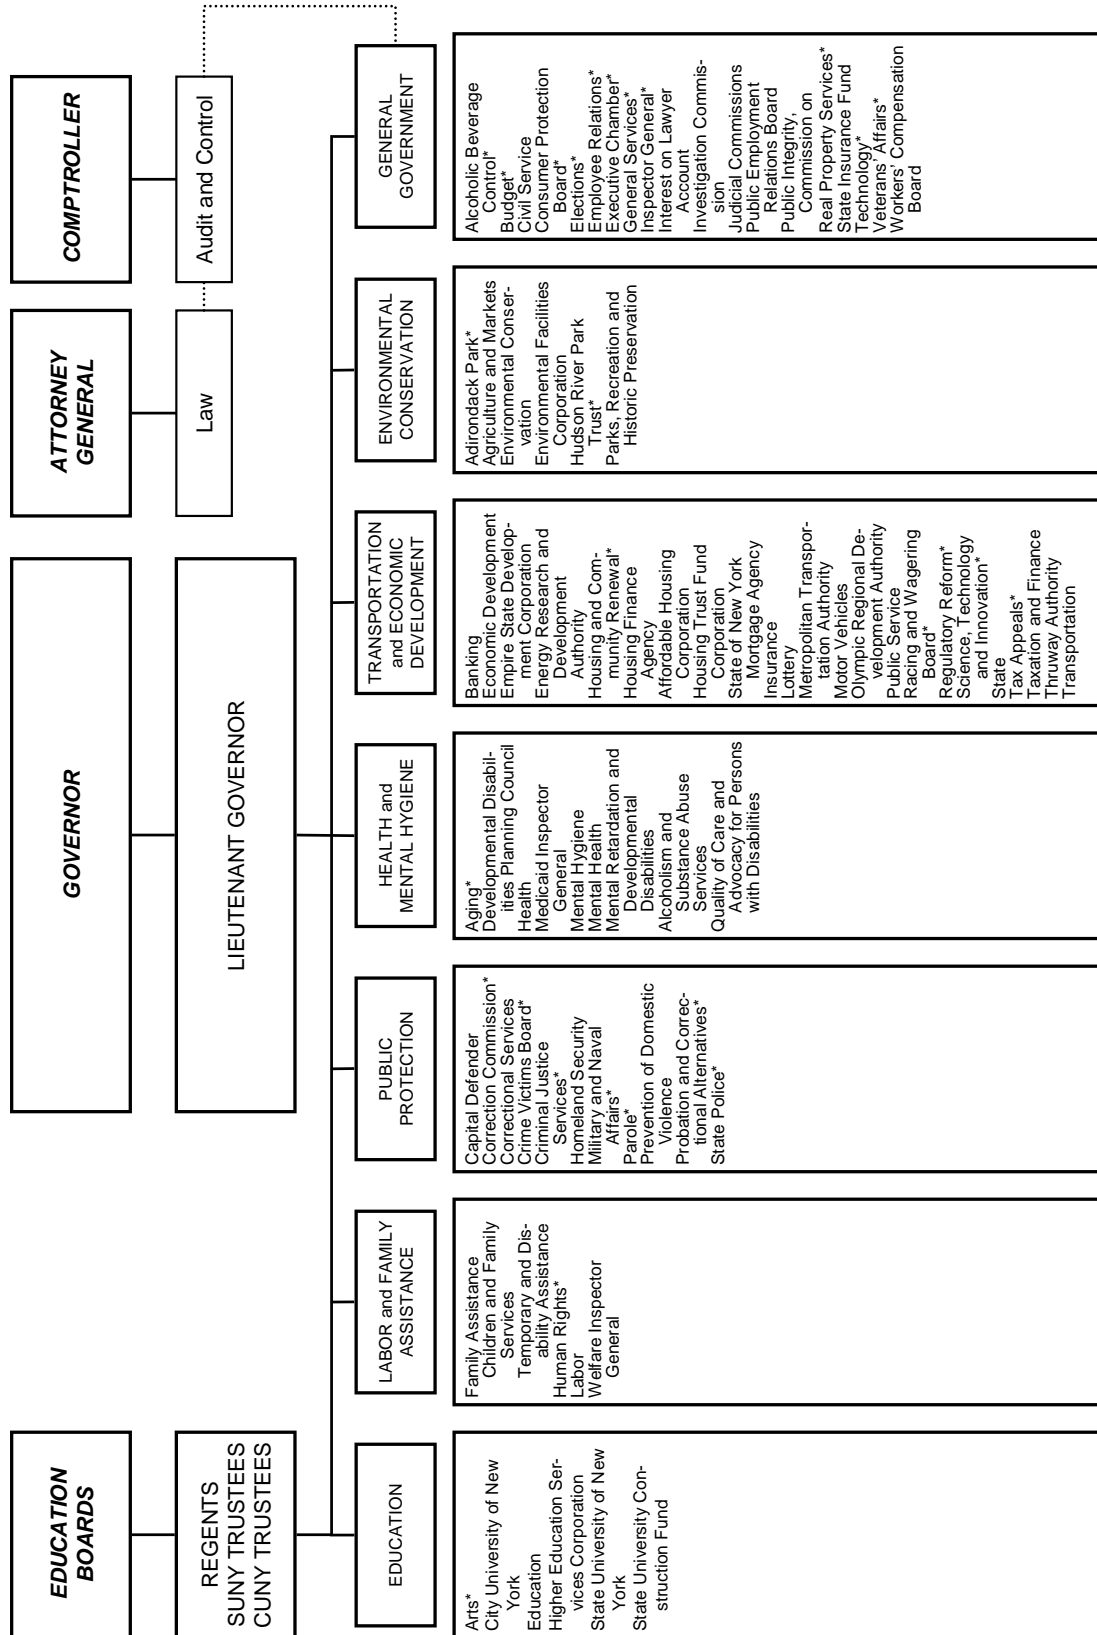 EDUCATION
BOARDS
GOVERNOR
ATTORNEY
GENERAL
COMPTROLLER
REGENTS
SUNY TRUSTEES
CUNY TRUSTEES
LIEUTENANT GOVERNOR
Law
Audit and Control
EDUCATION
LABOR and FAMILY
ASSISTANCE
PUBLIC
PROTECTION
HEALTH and
MENTAL HYGIENE
TRANSPORTATION
and ECONOMIC
DEVELOPMENT
ENVIRONMENTAL
CONSERVATION
GENERAL
GOVERNMENT
Arts*
City University of New
York
Education
Higher Education Ser-
vices Corporation
State University of New
York
State University Con-
struction Fund
Family Assistance
Children and Family
Services
Temporary and Dis-
ability Assistance
Human Rights*
Labor
Welfare Inspector
General
Capital Defender
Correction Commission*
Correctional Services
Crime Victims Board*
Criminal Justice
Services*
Homeland Security
Military and Naval
Affairs*
Parole*
Prevention of Domestic
Violence
Probation and Correc-
tional Alternatives*
State Police*
Aging*
Developmental Disabil-
ities Planning Council
Health
Medicaid Inspector
General
Mental Hygiene
Mental Health
Mental Retardation and
Developmental
Disabilities
Alcoholism and
Substance Abuse
Services
Quality of Care and
Advocacy for Persons
with Disabilities
Banking
Economic Development
Empire State Develop-
ment Corporation
Energy Research and
Development
Authority
Housing and Com-
munity Renewal*
Housing Finance
Agency
Affordable Housing
Corporation
Housing Trust Fund
Corporation
State of New York
Mortgage Agency
Insurance
Lottery
Metropolitan Transpor-
tation Authority
Motor Vehicles
Olympic Regional De-
velopment Authority
Public Service
Racing and Wagering
Board*
Regulatory Reform*
Science, Technology
and Innovation*
State
Tax Appeals*
Taxation and Finance
Thruway Authority
Transportation
Adirondack Park*
Agriculture and Markets
Environmental Conser-
vation
Environmental Facilities
Corporation
Hudson River Park
Trust*
Parks, Recreation and
Historic Preservation
Alcoholic Beverage
Control*
Budget*
Civil Service
Consumer Protection
Board*
Elections*
Employee Relations*
Executive Chamber*
General Services*
Inspector General*
Interest on Lawyer
Account
Investigation Commis-
sion
Judicial Commissions
Public Employment
Relations Board
Public Integrity,
Commission on
Real Property Services*
State Insurance Fund
Technology*
Veterans' Affairs*
Workers' Compensation
Board